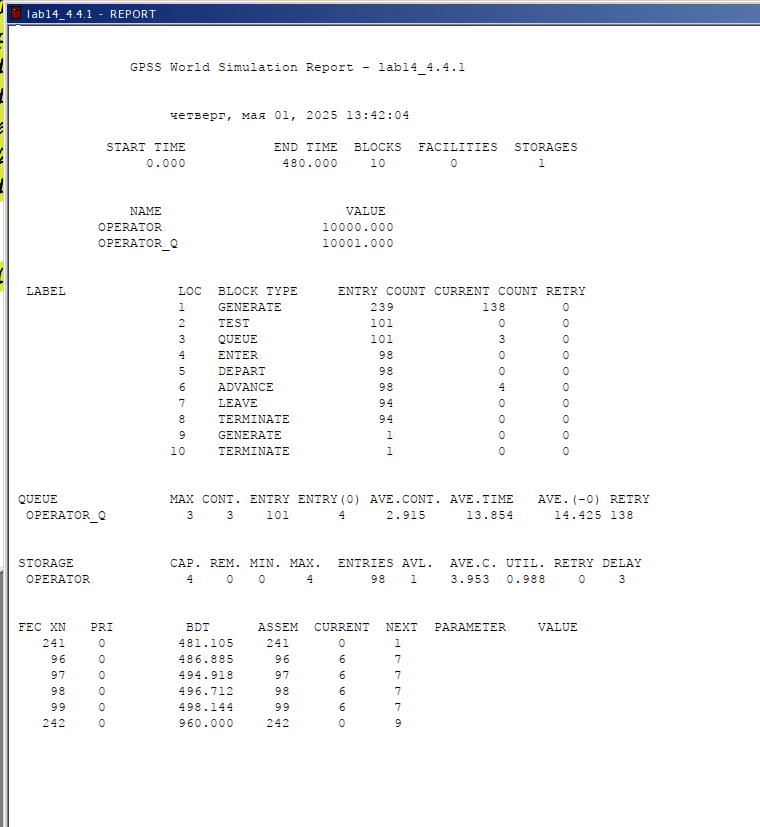 lab14_4.4.1 - REPORT
GPSS World Simulation Report - lab14_4.4.1
четверг, мая 01, 2025 13:42:04
START TIME END TIME BLOCKS FACILITIES STORAGES
0.000 480.000 10 0 1
NAME VALUE
OPERATOR 10000.000
OPERATOR_Q 10001.000
LABEL LOC BLOCK TYPE ENTRY COUNT CURRENT COUNT RETRY
1 GENERATE 239 138 0
2 TEST 101 0 0
3 QUEUE 101 3 0
4 ENTER 98 0 0
5 DEPART 98 0 0
6 ADVANCE 98 4 0
7 LEAVE 94 0 0
8 TERMINATE 94 0 0
9 GENERATE 1 0 0
10 TERMINATE 1 0 0
QUEUE MAX CONT. ENTRY ENTRY(0) AVE.CONT. AVE.TIME AVE.(-0) RETRY
OPERATOR_Q 3 3 101 4 2.915 13.854 14.425 138
STORAGE CAP. REM. MIN. MAX. ENTRIES AVL. AVE.C. UTIL. RETRY DELAY
OPERATOR 4 0 0 4 98 1 3.953 0.988 0 3
FEC XN PRI BDT ASSEM CURRENT NEXT PARAMETER VALUE
241 0 481.105 241 0 1
96 0 486.885 96 6 7
97 0 494.918 97 6 7
98 0 496.712 98 6 7
99 0 498.144 99 6 7
242 0 960.000 242 0 9